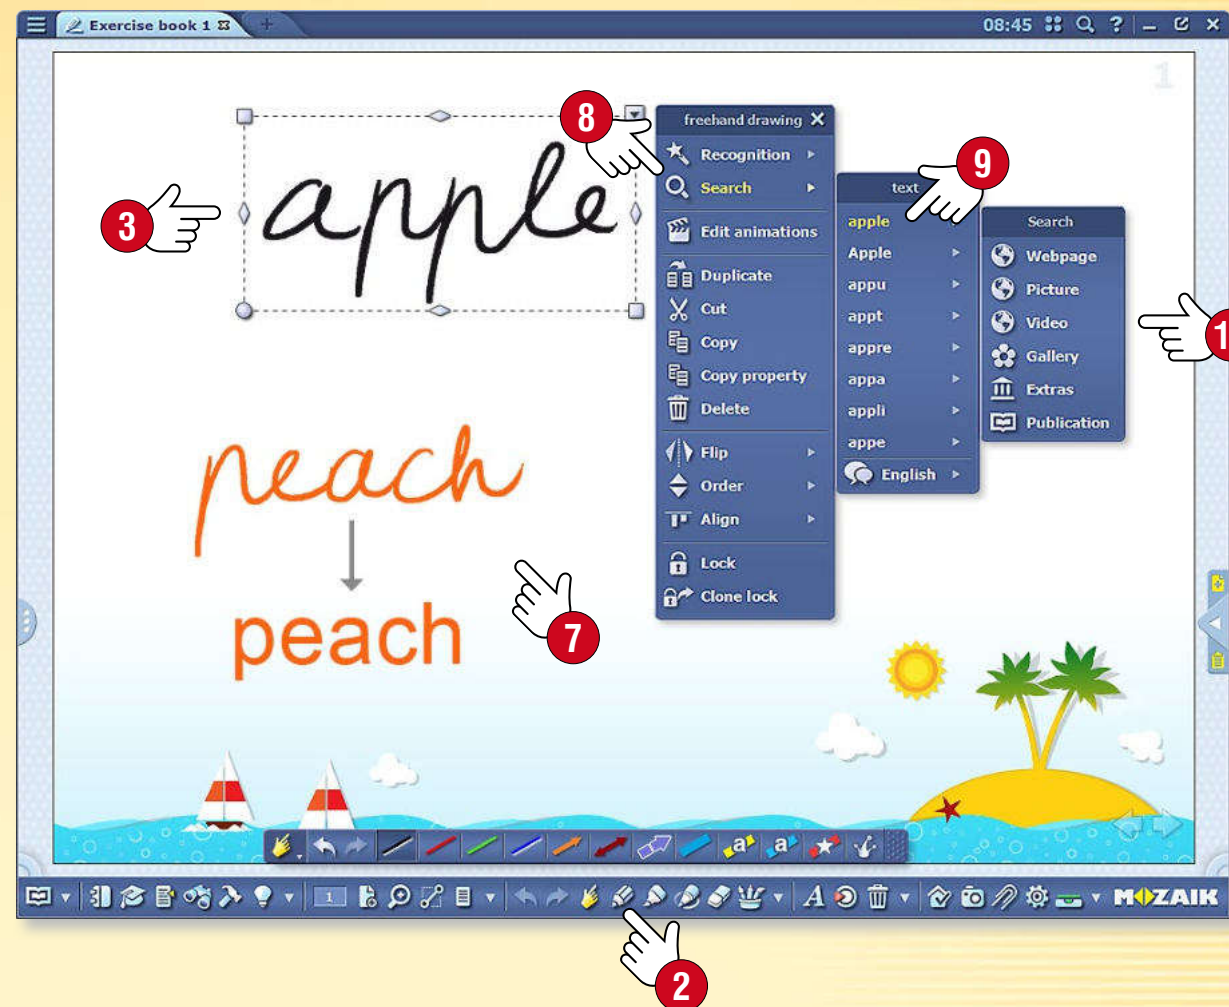 Exercise book 1
08:45
1
8
freehand drawing
Recognition
9
Search
text
apple
3
apple
Search
Edit animations
Apple
Webpage
Duplicate
appu
Picture
Cut
appt
Video
1
Copy
appre
Gallery
Copy property
appa
Extras
Delete
appli
Publication
peach
Flip
appe
Order
English
Align
Lock
Clone lock
peach
7
a
a
1
A
MOZAIK
2